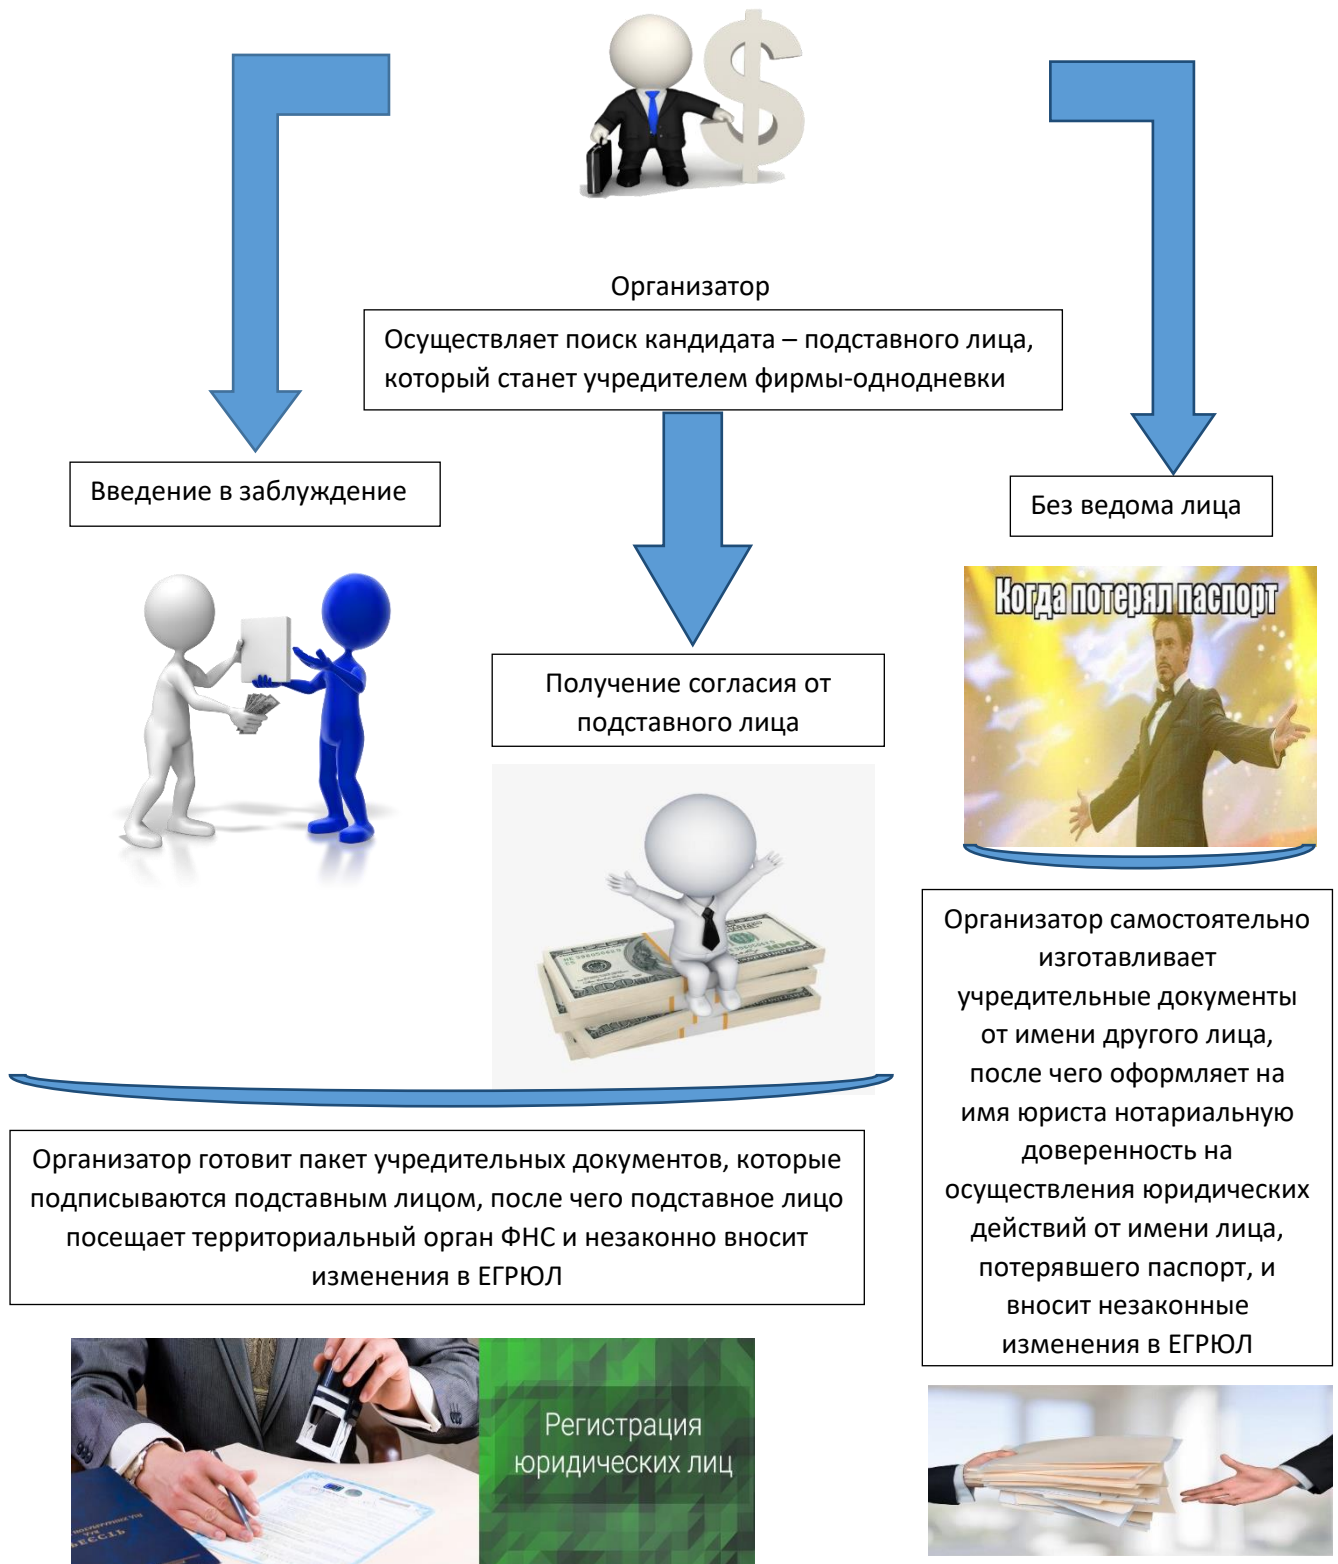 Организатор
Осуществляет поиск кандидата – подставного лица,
который станет учредителем фирмы-однодневки
Введение в заблуждение
Без ведома лица
Когда потерял паспорт
Получение согласия от
подставного лица
Организатор самостоятельно
изготавливает
учредительные документы
от имени другого лица,
после чего оформляет на
имя юриста нотариальную
доверенность на
осуществления юридических
действий от имени лица,
потерявшего паспорт, и
вносит незаконные
изменения в ЕГРЮЛ
Организатор готовит пакет учредительных документов, которые
подписываются подставным лицом, после чего подставное лицо
посещает территориальный орган ФНС и незаконно вносит
изменения в ЕГРЮЛ
Регистрация
юридических лиц